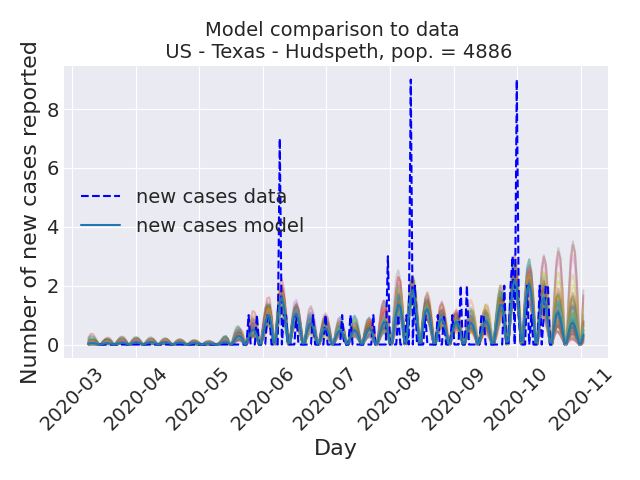 Model comparison to data
US - Texas - Hudspeth, pop. = 4886
Number of new cases reported
8
6
4
2
0
new cases data
new cases model
2020-03
2020-04
2020-05
2020-06
2020-07
2020-08
2020-09
2020-10
2020-11
Day